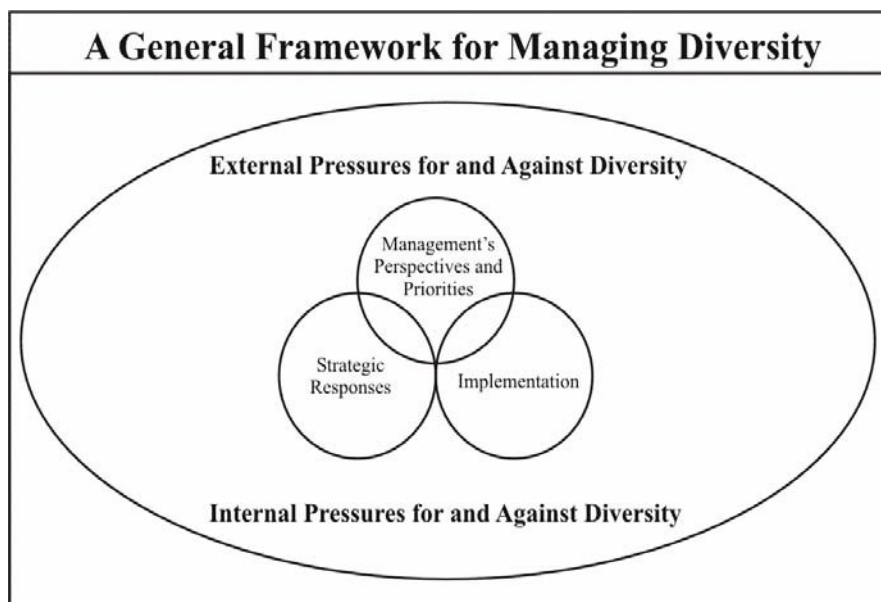 A General Framework for Managing Diversity
External Pressures for and Against Diversity
Management's
Perspectives and
Priorities
Strategic
Responses
Implementation
Internal Pressures for and Against Diversity